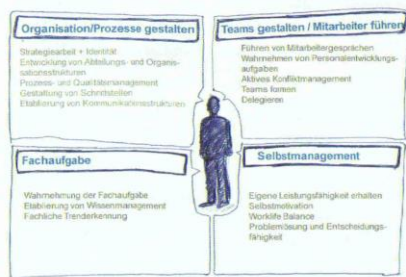 Organisation/Prozesse gestalten
Strategiearbeit + Identität
Entwicklung von Abteilungs- und Organi-
sationsstrukturen
Prozess- und Qualitätsmanagement
Gestaltung von Schnittstellen
Etablierung von Kommunikationsstrukturen
Teams gestalten / Mitarbeiter führen
Führen von Mitarbeitergesprächen
Wahrnehmen von Personalentwicklungs-
aufgaben
Aktives Konfliktmanagement
Teams formen
Delegieren
Fachaufgabe
Wahrnehmung der Fachaufgabe
Etablierung von Wissenmanagement
Fachliche Trenderkennung
Selbstmanagement
Eigene Leistungsfähigkeit erhalten
Selbstmotivation
Worklife Balance
Problemlösung und Entscheidungs-
fähigkeit